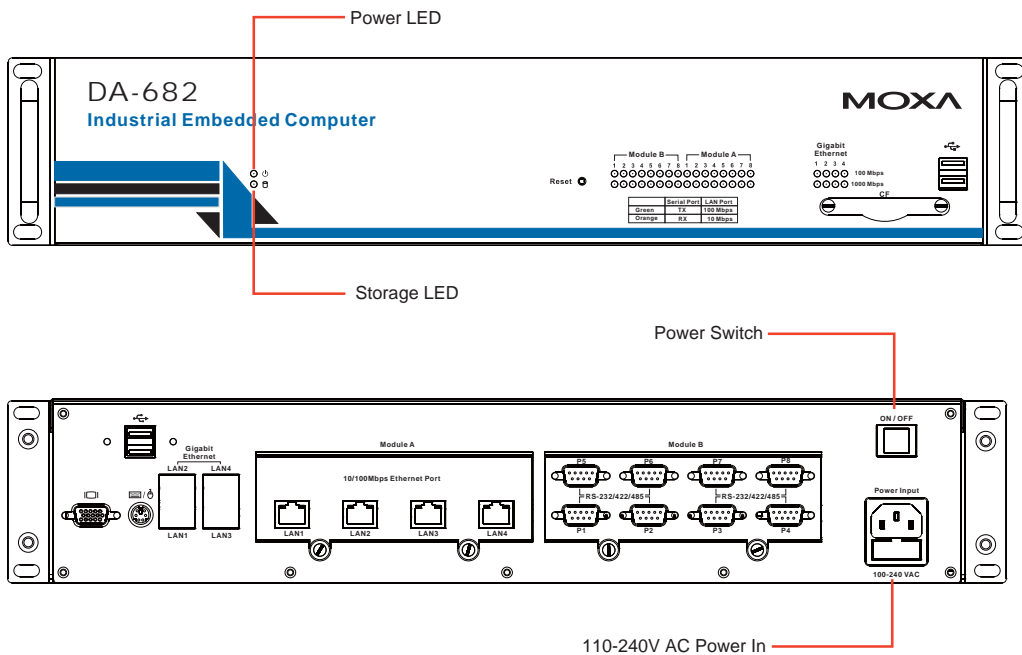 Power LED
DA-682
Industrial Embedded Computer
MOXA
Reset
Module B Module A
1 2 3 4 5 6 7 8 1 2 3 4 5 6 7 8
Serial Port LAN Port
Green TX 100 Mbps
Orange RX 10 Mbps
Gigabit
Ethernet
1 2 3 4
100 Mbps
1000 Mbps
CF
Storage LED
Power Switch
ON / OFF
Gigabit
Ethernet
LAN2 LAN4
LAN1 LAN3
Module A
10/100Mbps Ethernet Port
LAN1 LAN2 LAN3 LAN4
Module B
P5 P6 P7 P8
RS-232/422/485 RS-232/422/485
P1 P2 P3 P4
Power Input
100-240 VAC
110-240V AC Power In